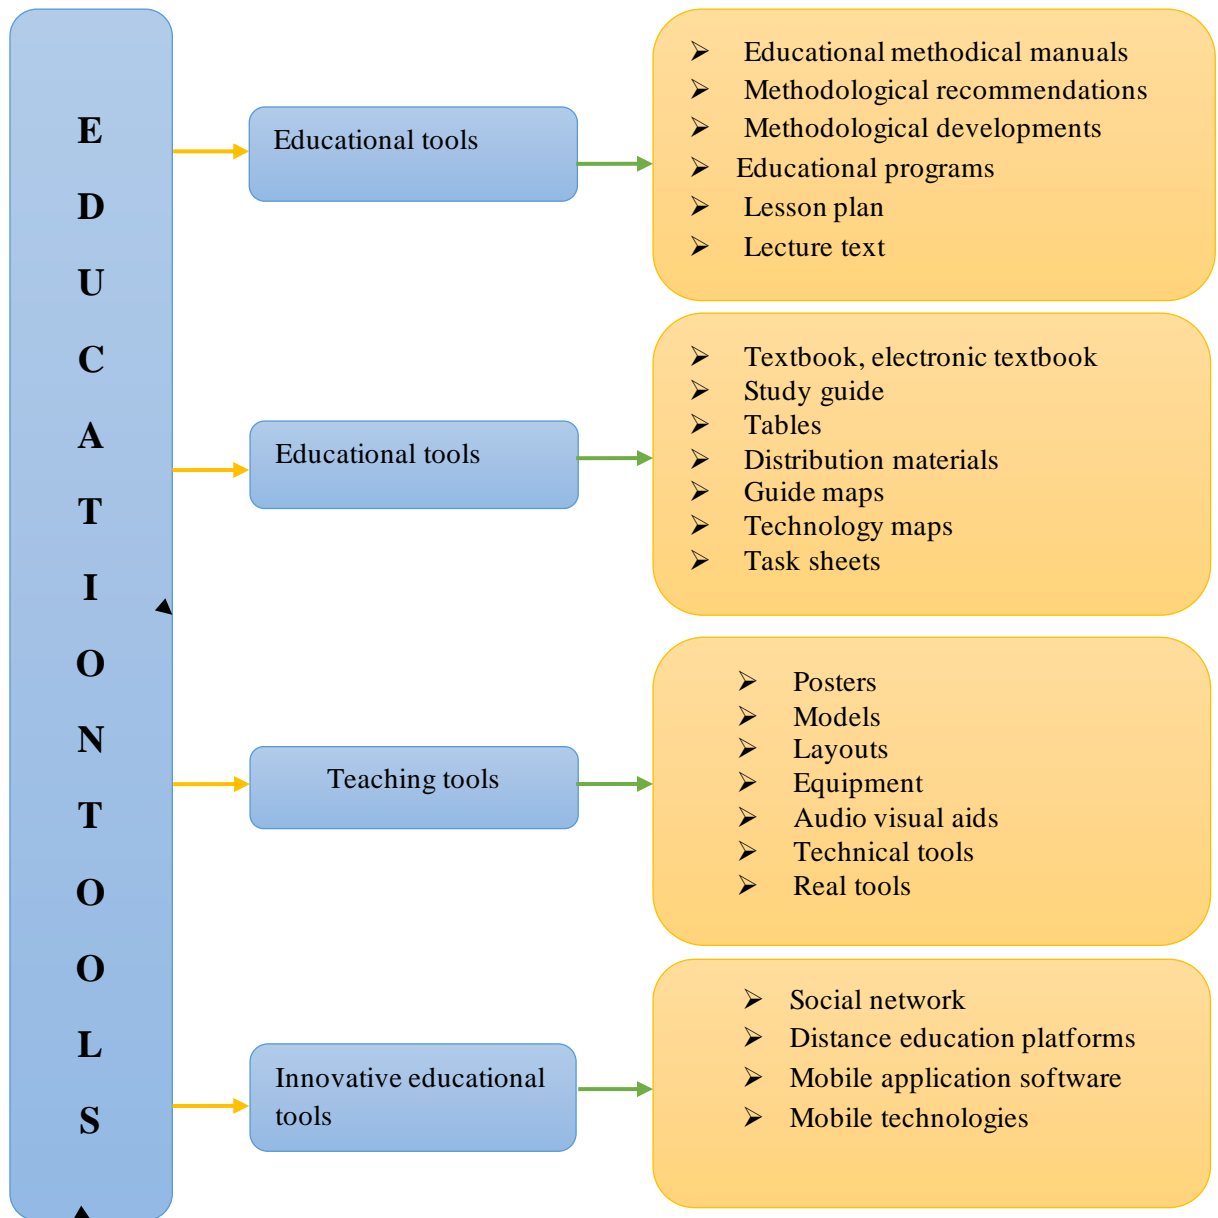 E
D
U
C
A
T
I
O
N
T
O
O
L
S
Educational tools
➢ Educational methodical manuals
➢ Methodological recommendations
➢ Methodological developments
➢ Educational programs
➢ Lesson plan
➢ Lecture text
Educational tools
➢ Textbook, electronic textbook
➢ Study guide
➢ Tables
➢ Distribution materials
➢ Guide maps
➢ Technology maps
➢ Task sheets
Teaching tools
➢ Posters
➢ Models
➢ Layouts
➢ Equipment
➢ Audio visual aids
➢ Technical tools
➢ Real tools
Innovative educational
tools
➢ Social network
➢ Distance education platforms
➢ Mobile application software
➢ Mobile technologies